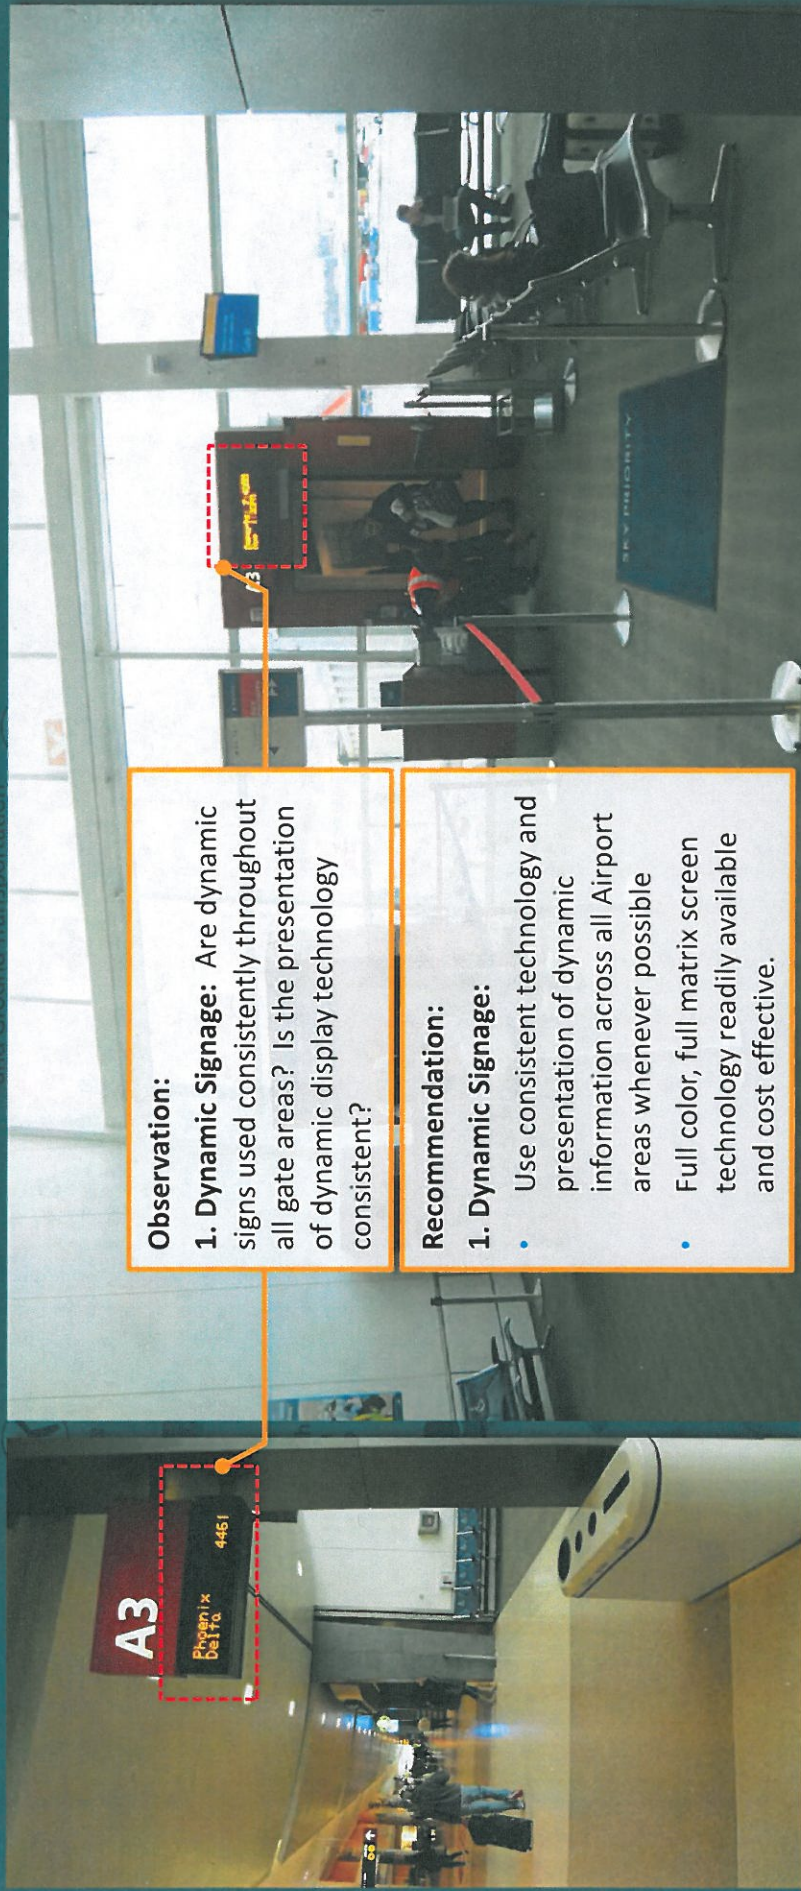 A3
Phoenix
Delta 4461
Observation:
1. Dynamic Signage: Are dynamic
signs used consistently throughout
all gate areas? Is the presentation
of dynamic display technology
consistent?
Recommendation:
1. Dynamic Signage:
• Use consistent technology and
presentation of dynamic
information across all Airport
areas whenever possible
• Full color, full matrix screen
technology readily available
and cost effective.
SKY PRIORITY